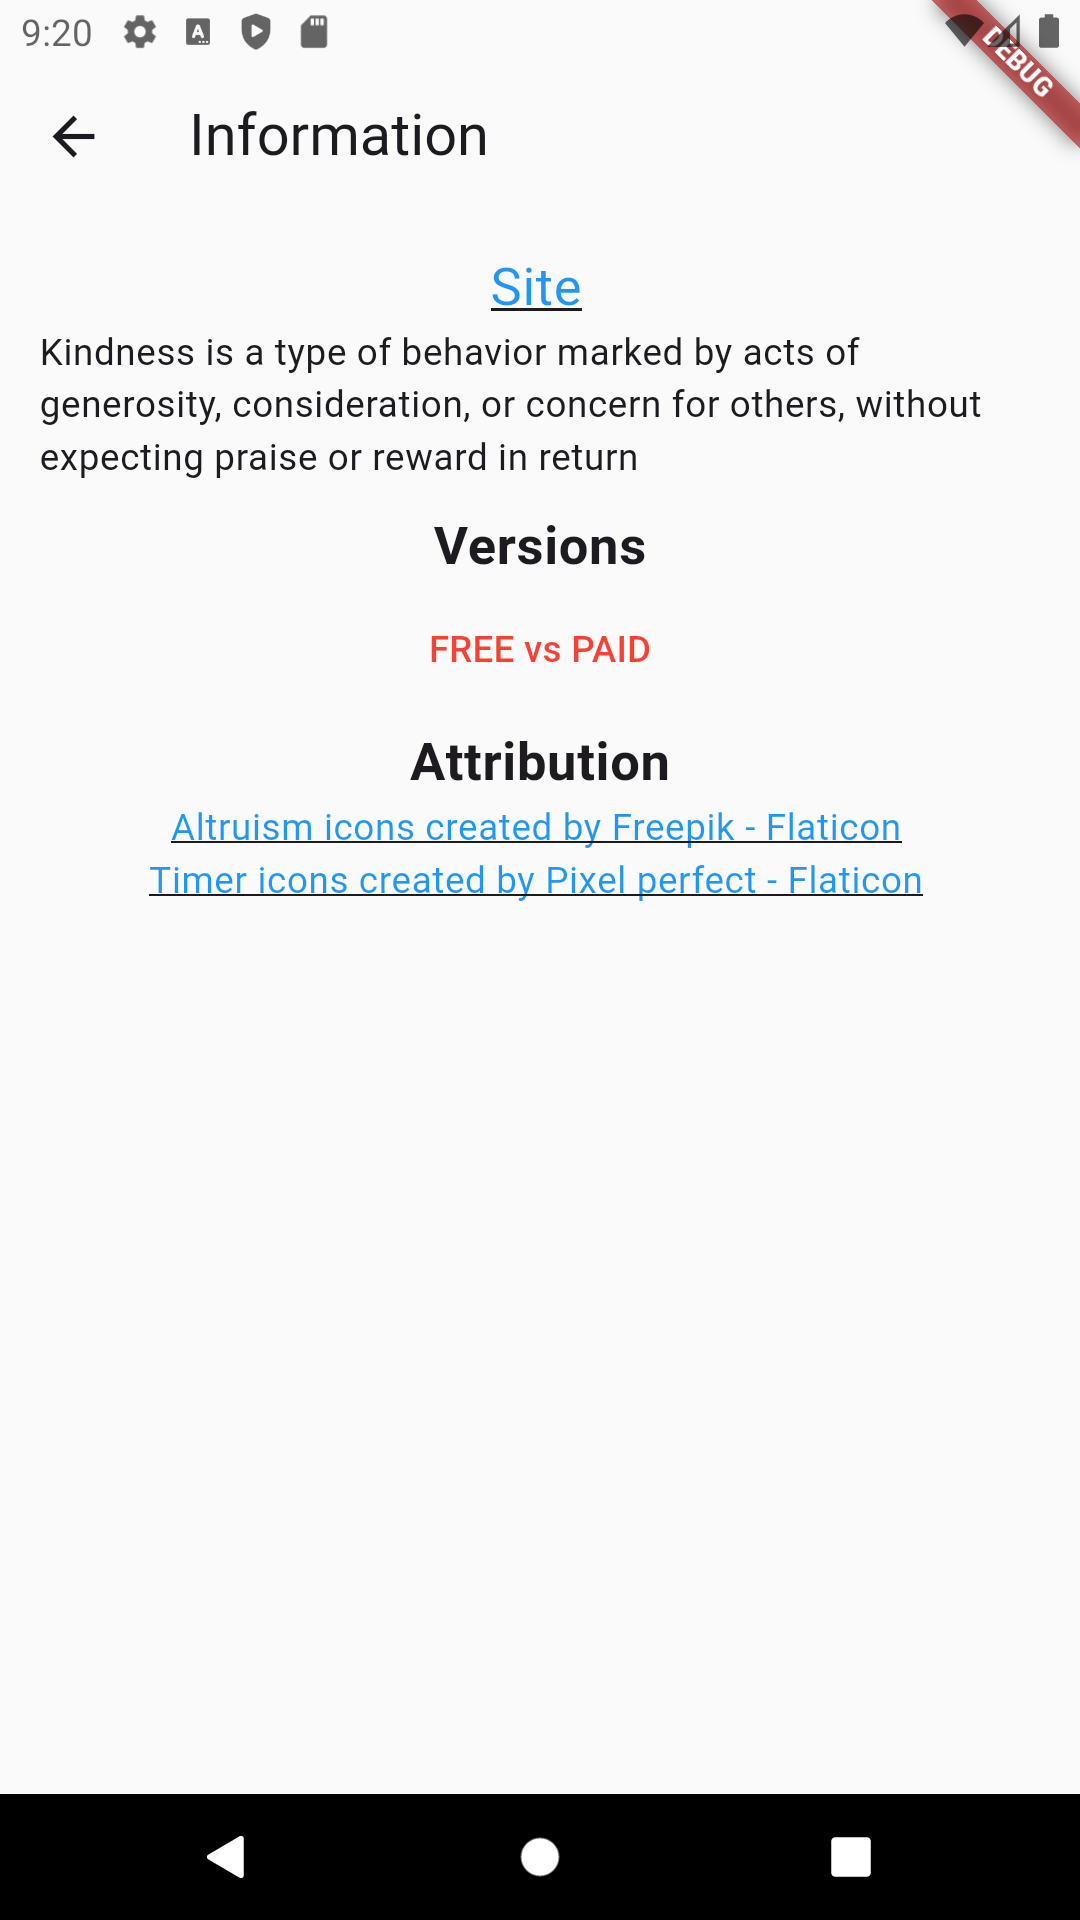 9:20
DEBUG
Information
Site
Kindness is a type of behavior marked by acts of
generosity, consideration, or concern for others, without
expecting praise or reward in return
Versions
FREE vs PAID
Attribution
Altruism icons created by Freepik - Flaticon
Timer icons created by Pixel perfect - Flaticon